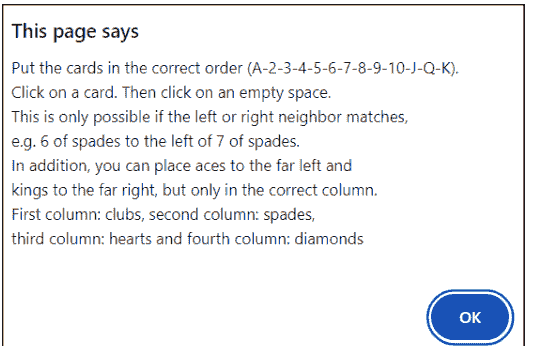 This page says
Put the cards in the correct order (A-2-3-4-5-6-7-8-9-10-J-Q-K).
Click on a card. Then click on an empty space.
This is only possible if the left or right neighbor matches,
e.g. 6 of spades to the left of 7 of spades.
In addition, you can place aces to the far left and
kings to the far right, but only in the correct column.
First column: clubs, second column: spades,
third column: hearts and fourth column: diamonds
OK